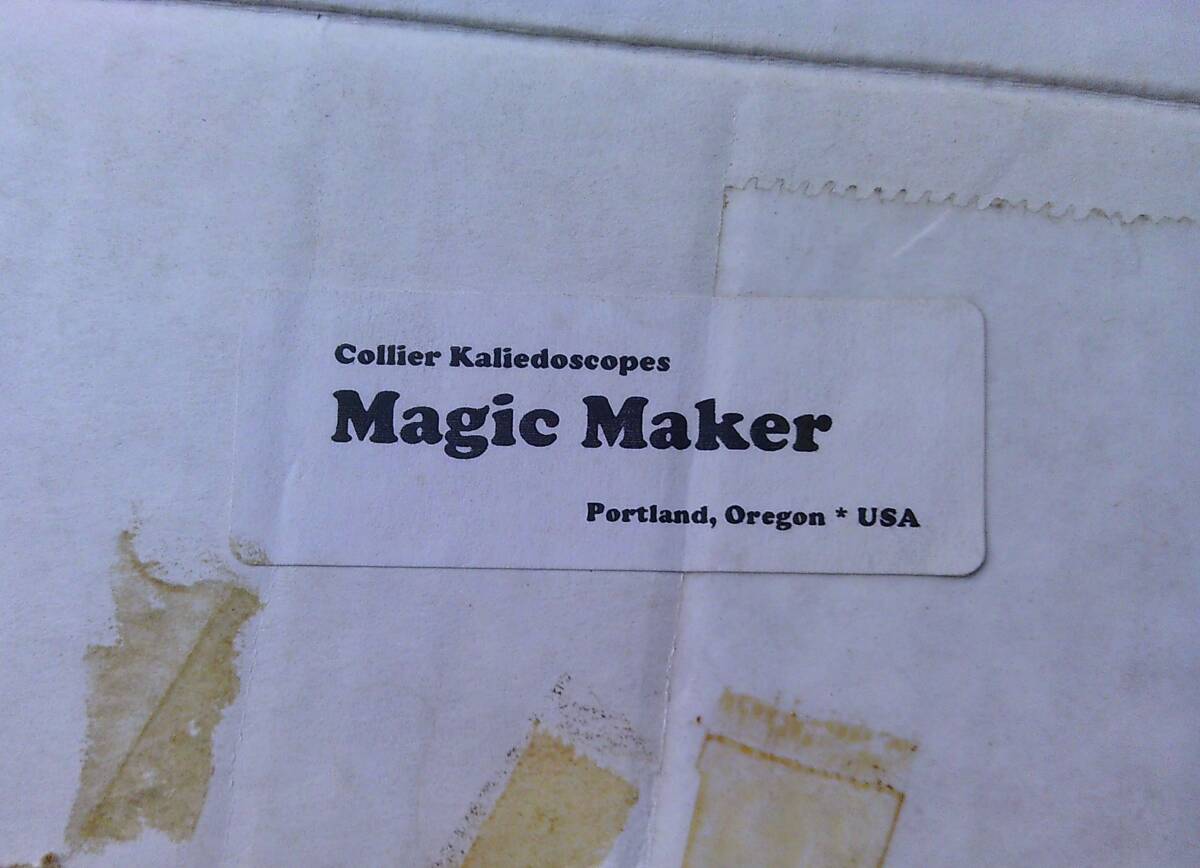 Collier Kaliedoscopes
Magic Maker
Portland, Oregon * USA